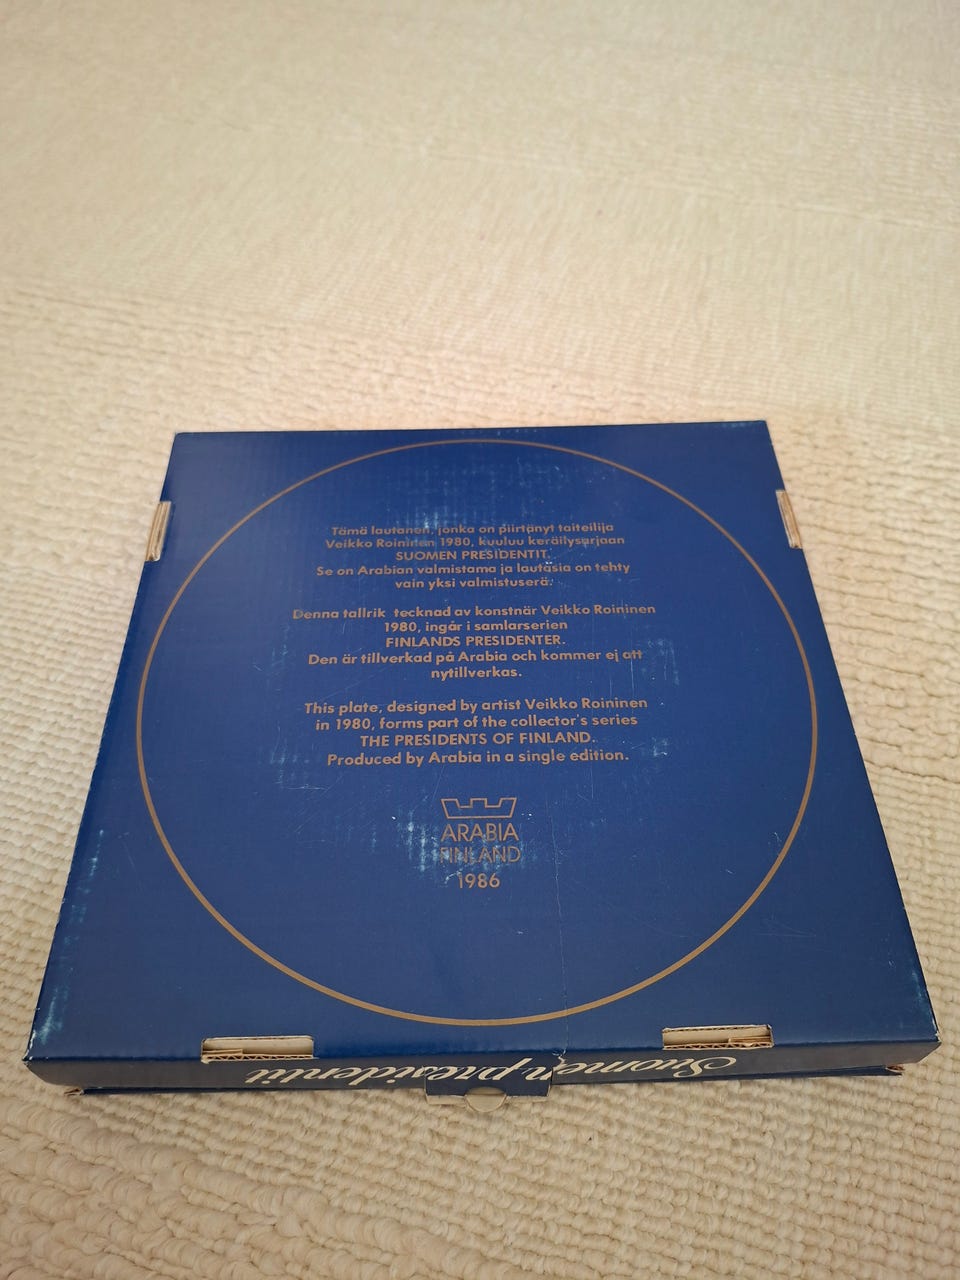 Tämä lautanen, jonka on piirtänyt taiteilija
Veikko Roininen 1980, kuuluu keräilysarjaan
SUOMEN PRESIDENTIT.
Se on Arabian valmistama ja lautasia on tehty
vain yksi valmistuserä.
Denna tallrik tecknad av konstnär Veikko Roininen
1980, ingår i samlarserien
FINLANDS PRESIDENTER.
Den är tillverkad på Arabia och kommer ej att
nytillverkas.
This plate, designed by artist Veikko Roininen
in 1980, forms part of the collector's series
THE PRESIDENTS OF FINLAND.
Produced by Arabia in a single edition.
ARABIA
FINLAND
1986
Suomen presidentit